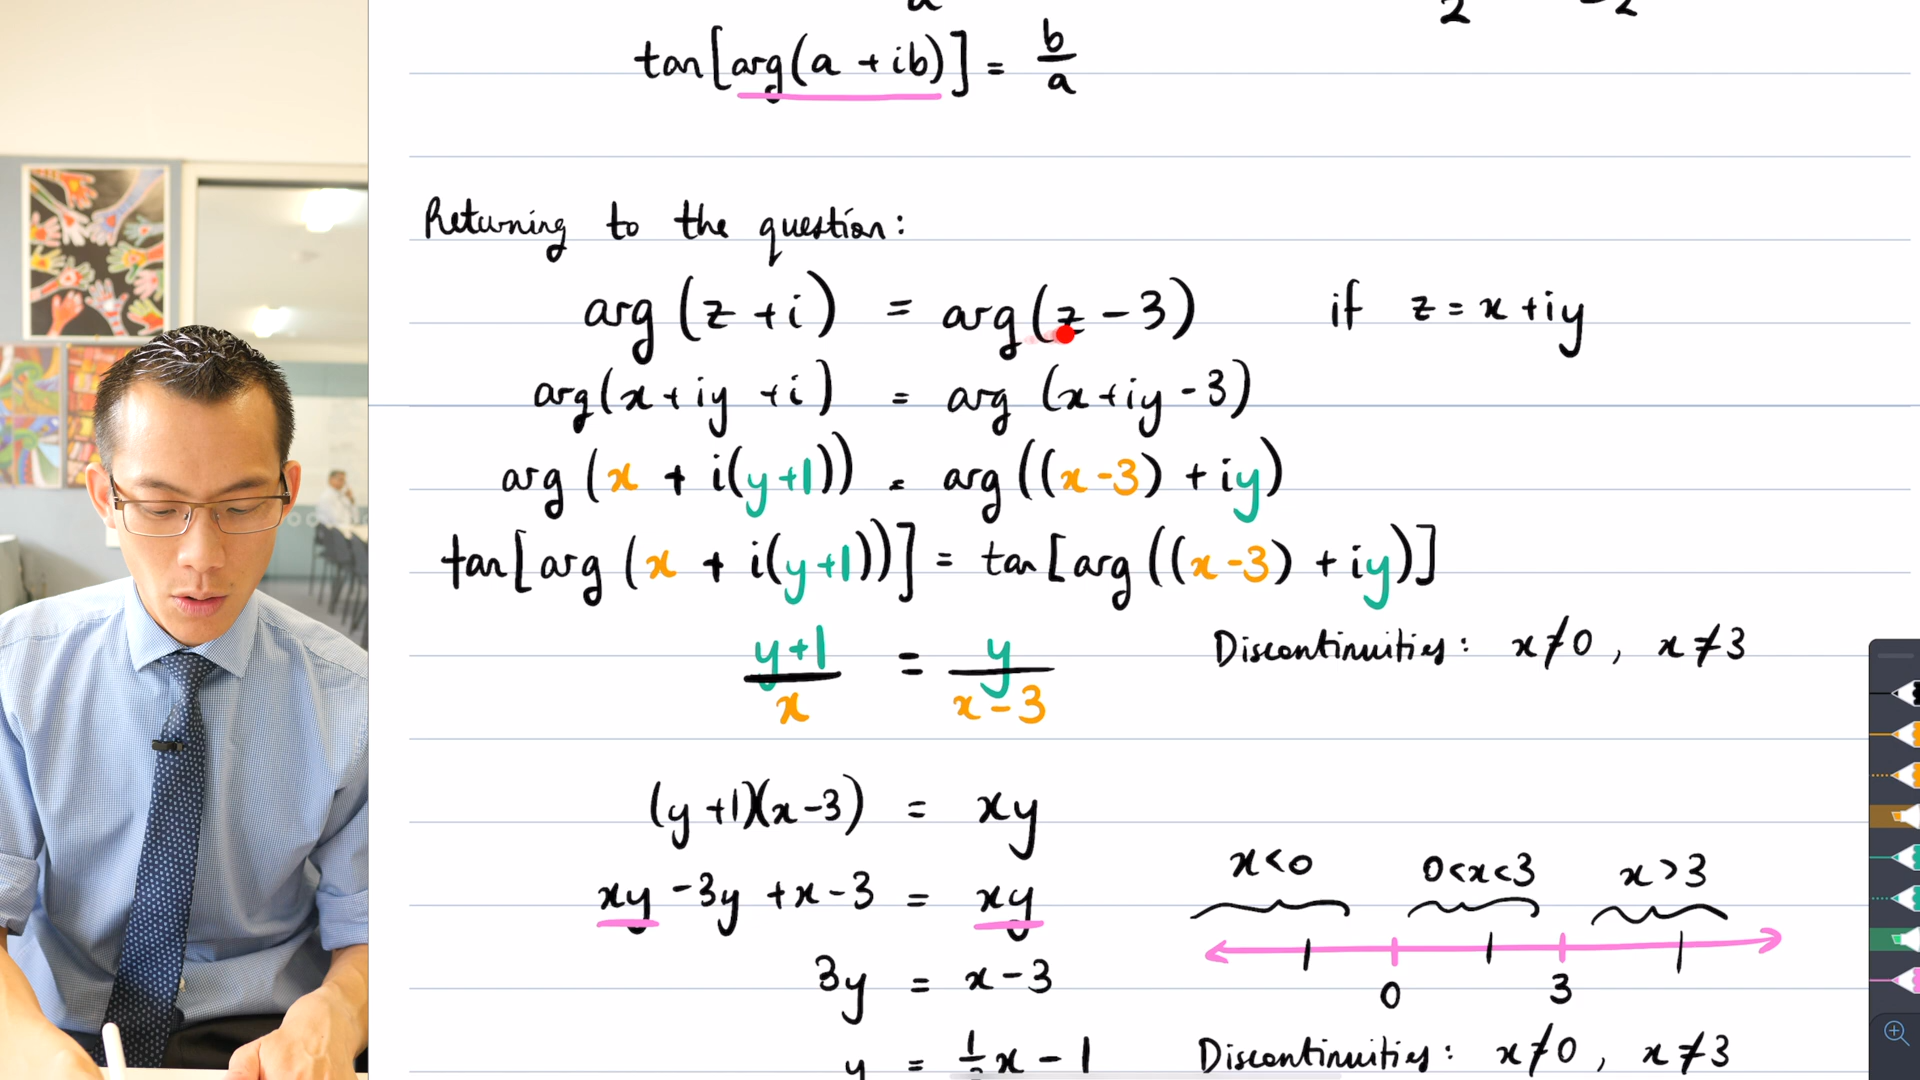 tan[arg(a + ib)] = b/a
Returning to the question:
arg(z + i) = arg(z - 3) if z = x + iy
arg(x + iy + i) = arg(x + iy - 3)
arg(x + i(y+1)) = arg((x-3) + iy)
tan[arg(x + i(y+1))] = tan[arg((x-3) + iy)]
y+1/x = y/x-3 Discontinuities: x≠0, x≠3
(y+1)(x-3) = xy
x<0 0<x<3 x>3
xy - 3y + x - 3 = xy
3y = x - 3
0 3
y = x - 1 Discontinuities: x≠0, x≠3